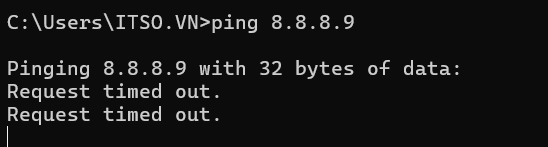 C:\Users\ITSO.VN>ping 8.8.8.9
Pinging 8.8.8.9 with 32 bytes of data:
Request timed out.
Request timed out.